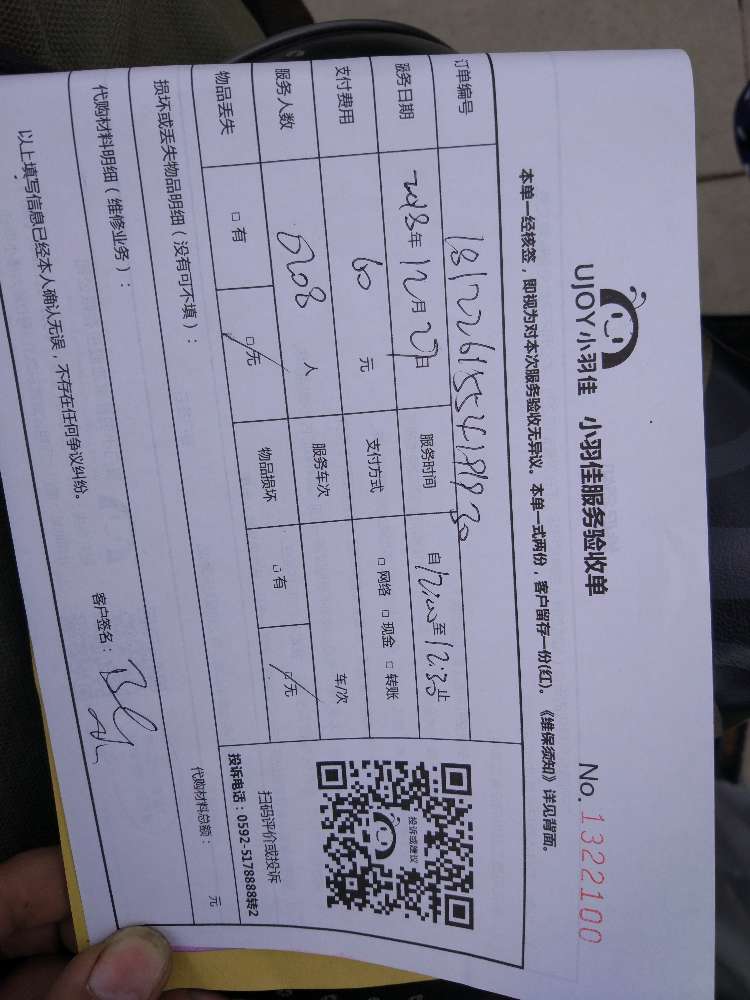 UJOY小羽佳 小羽佳服务验收单 No.1322100
本单一经核签，即视为对本次服务验收无异议。本单一式两份，客户留存一份(红)。《维保须知》详见背面。
订单编号
服务日期 2018年12月27日 服务时间 自12:00至12:30止
支付费用 60 元 支付方式 □网络 □现金 □转账
服务人数 人 服务车次 车/次
物品丢失 □有 □无 物品损坏 □有 □无
投诉或建议
扫码评价或投诉
投诉电话：0592-5178888转2
损坏或丢失物品明细（没有可不填）：
代购材料明细（维修业务）： 代购材料总额： 元
以上填写信息已经本人确认无误，不存在任何争议纠纷。 客户签名：